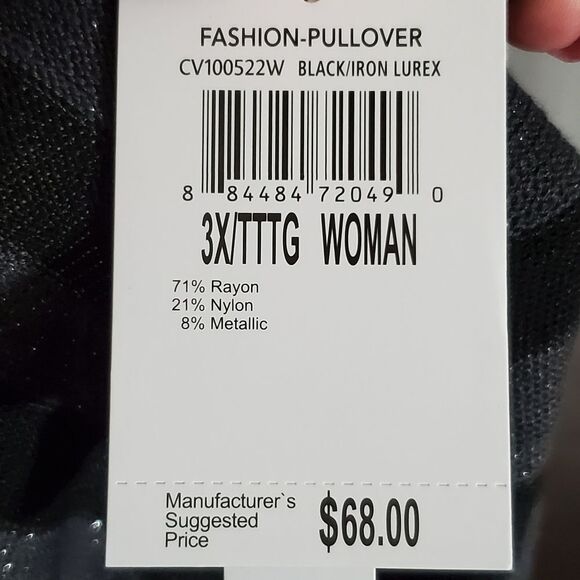 FASHION-PULLOVER
CV100522W BLACK/IRON LUREX
8 84484 72049 0
3X/TTTG WOMAN
71% Rayon
21% Nylon
8% Metallic
Manufacturer`s
Suggested
Price
$68.00